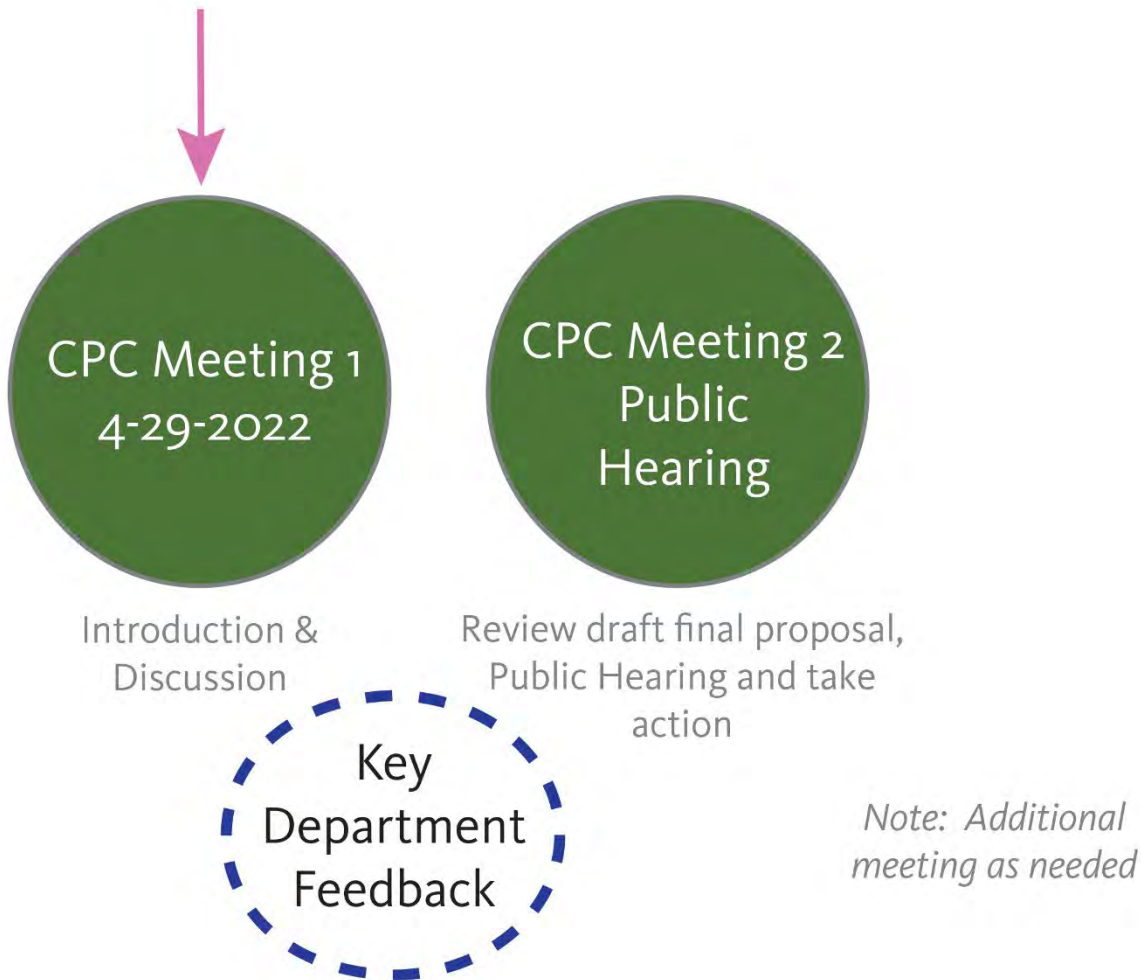 CPC Meeting 1
4-29-2022
Introduction &
Discussion
CPC Meeting 2
Public
Hearing
Review draft final proposal,
Public Hearing and take
action
Key
Department
Feedback
Note: Additional
meeting as needed